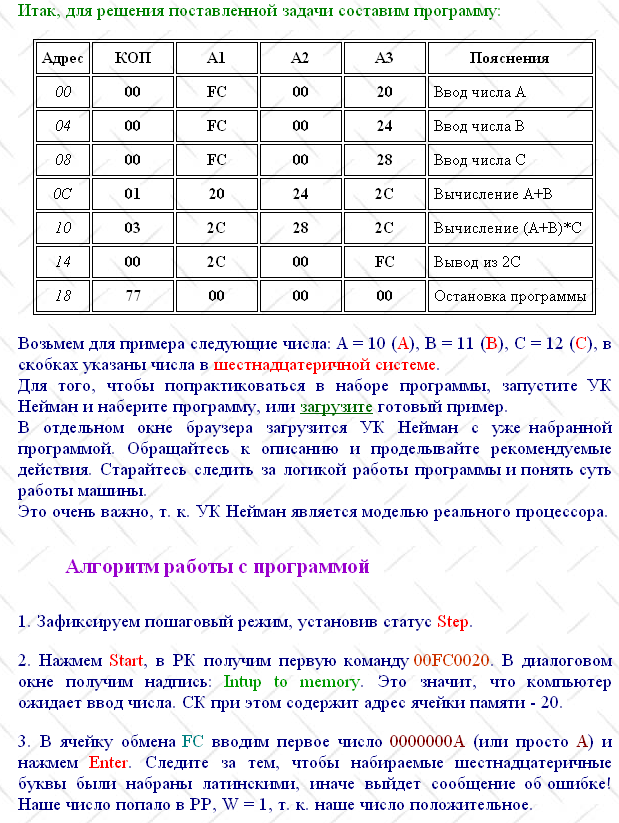 Итак, для решения поставленной задачи составим программу:
Адрес КОП A1 A2 A3 Пояснения
00 00 FC 00 20 Ввод числа A
04 00 FC 00 24 Ввод числа B
08 00 FC 00 28 Ввод числа C
0C 01 20 24 2C Вычисление A+B
10 03 2C 28 2C Вычисление (A+B)*C
14 00 2C 00 FC Вывод из 2C
18 77 00 00 00 Остановка программы
Возьмем для примера следующие числа: A = 10 (A), B = 11 (B), C = 12 (C), в
скобках указаны числа в шестнадцатеричной системе.
Для того, чтобы попрактиковаться в наборе программы, запустите УК
Нейман и наберите программу, или загрузите готовый пример.
В отдельном окне браузера загрузится УК Нейман с уже набранной
программой. Обращайтесь к описанию и проделывайте рекомендуемые
действия. Старайтесь следить за логикой работы программы и понять суть
работы машины.
Это очень важно, т. к. УК Нейман является моделью реального процессора.
Алгоритм работы с программой
1. Зафиксируем пошаговый режим, установив статус Step.
2. Нажмем Start, в РК получим первую команду 00FC0020. В диалоговом
окне получим надпись: Intup to memory. Это значит, что компьютер
ожидает ввод числа. СК при этом содержит адрес ячейки памяти - 20.
3. В ячейку обмена FC вводим первое число 0000000A (или просто A) и
нажмем Enter. Следите за тем, чтобы набираемые шестнадцатеричные
буквы были набраны латинскими, иначе выйдет сообщение об ошибке!
Наше число попало в РР, W = 1, т. к. наше число положительное.